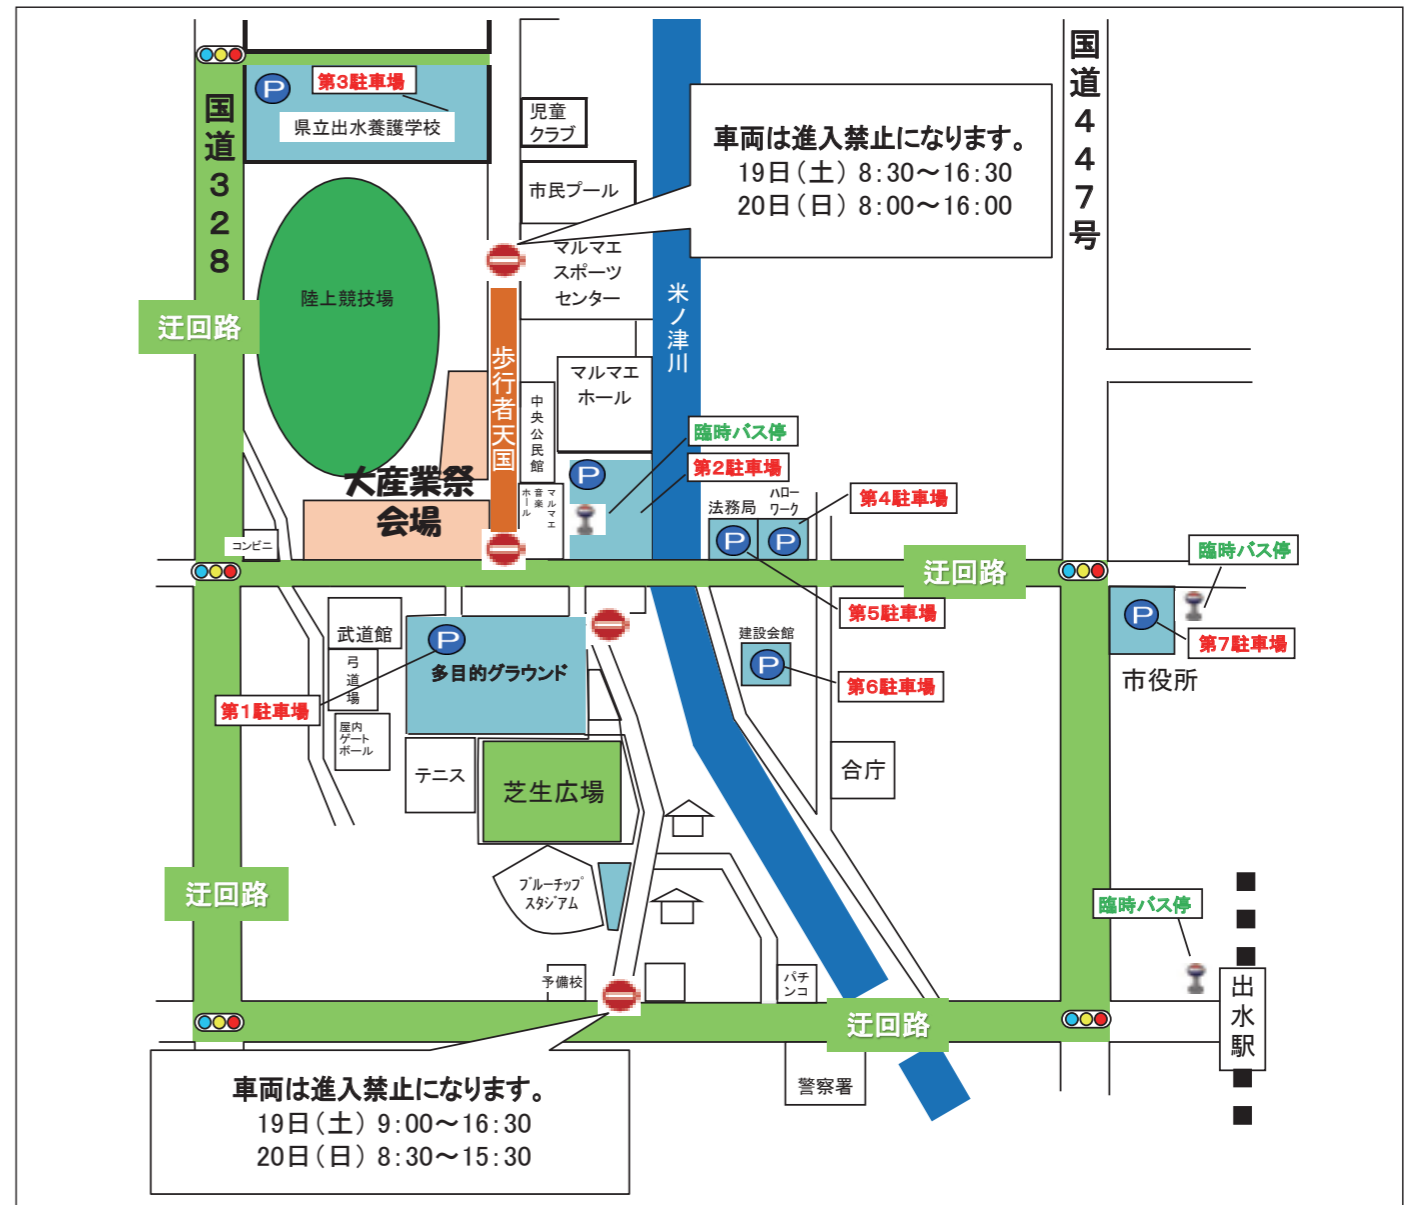 国道328
P
第3駐車場
県立出水養護学校
児童
クラブ
市民プール
車両は進入禁止になります。
19日(土) 8:30～16:30
20日(日) 8:00～16:00
国道447号
マルマエ
スポーツ
センター
米ノ津川
陸上競技場
迂回路
歩行者天国
マルマエ
ホール
中央公民館
臨時バス停
P
第2駐車場
大産業祭
会場
マルマエ
音楽
ホール
法務局
ハロー
ワーク
第4駐車場
P
P
コンビニ
迂回路
臨時バス停
第5駐車場
P
第7駐車場
市役所
武道館
P
多目的グラウンド
建設会館
P
第6駐車場
弓道場
第1駐車場
屋内
ゲート
ボール
テニス
芝生広場
合庁
ブルーチップ
スタジアム
迂回路
臨時バス停
予備校
パチ
ンコ
出水駅
迂回路
警察署
車両は進入禁止になります。
19日(土) 9:00～16:30
20日(日) 8:30～15:30